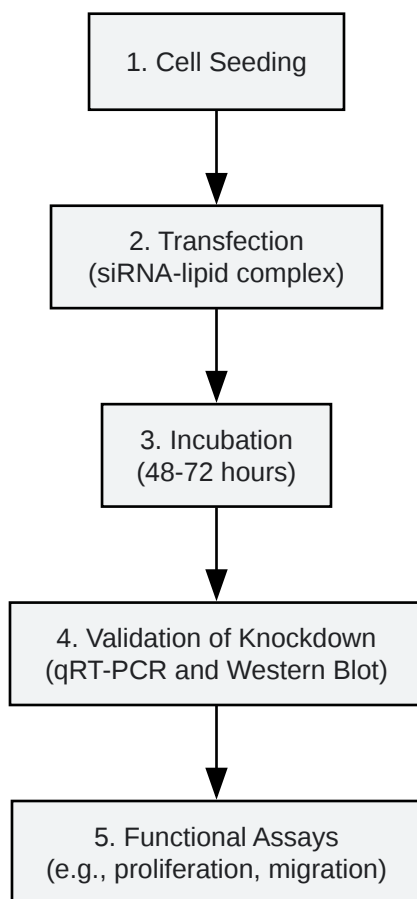 1. Cell Seeding
2. Transfection
(siRNA-lipid complex)
3. Incubation
(48-72 hours)
4. Validation of Knockdown
(qRT-PCR and Western Blot)
5. Functional Assays
(e.g., proliferation, migration)